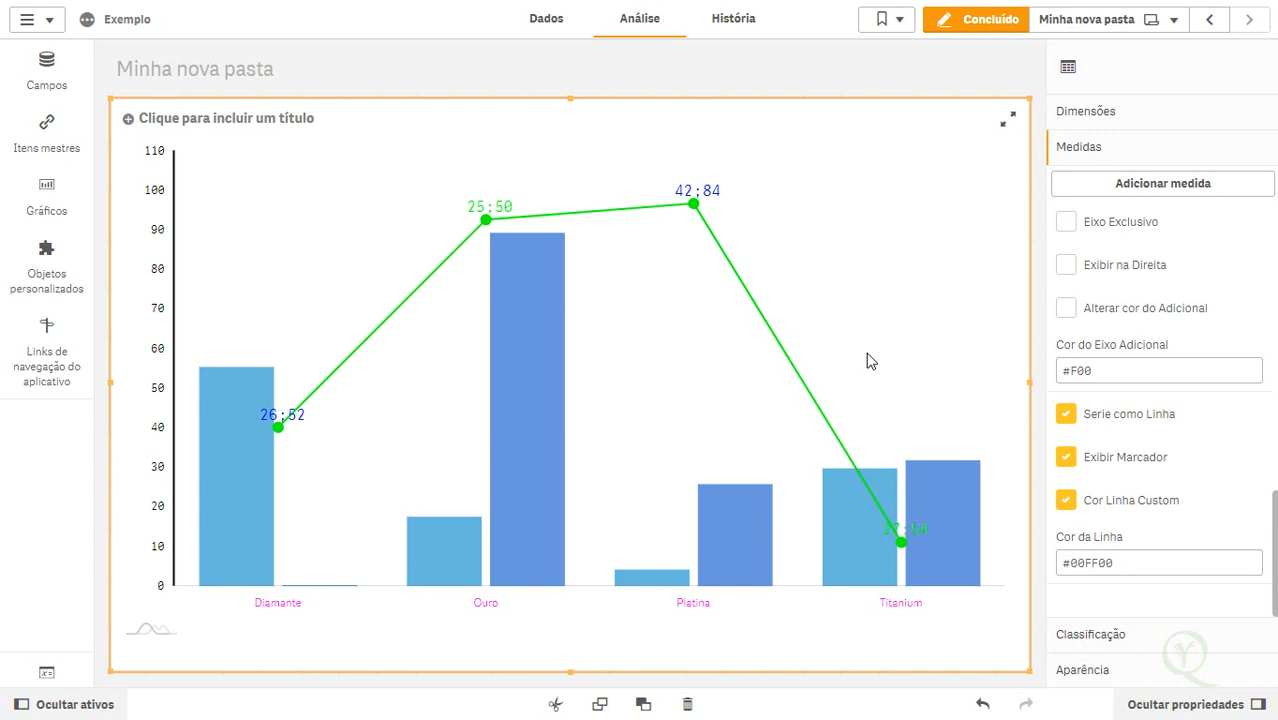 Exemplo
Dados
Análise
História
Concluído
Minha nova pasta
Campos
Itens mestres
Gráficos
Objetos
personalizados
Links de
navegação do
aplicativo
Minha nova pasta
Clique para incluir um título
110
100
90
80
70
60
50
40
30
20
10
0
26;52
25;50
42;84
Diamante
Ouro
Platina
Titanium
Dimensões
Medidas
Adicionar medida
Eixo Exclusivo
Exibir na Direita
Alterar cor do Adicional
Cor do Eixo Adicional
#F00
Serie como Linha
Exibir Marcador
Cor Linha Custom
Cor da Linha
#00FF00
Classificação
Aparência
Ocultar ativos
Ocultar propriedades